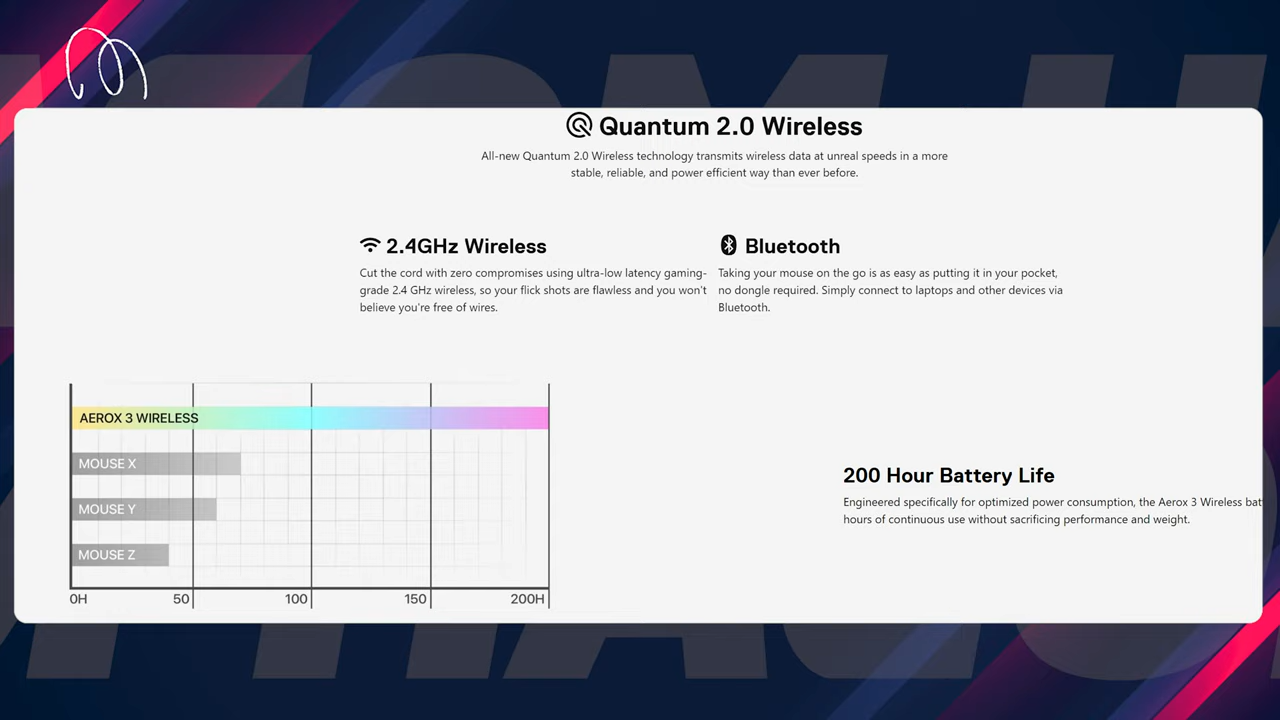 Quantum 2.0 Wireless
All-new Quantum 2.0 Wireless technology transmits wireless data at unreal speeds in a more
stable, reliable, and power efficient way than ever before.
2.4GHz Wireless
Cut the cord with zero compromises using ultra-low latency gaming-
grade 2.4 GHz wireless, so your flick shots are flawless and you won't
believe you're free of wires.
Bluetooth
Taking your mouse on the go is as easy as putting it in your pocket,
no dongle required. Simply connect to laptops and other devices via
Bluetooth.
AEROX 3 WIRELESS
MOUSE X
MOUSE Y
MOUSE Z
0H 50 100 150 200H
200 Hour Battery Life
Engineered specifically for optimized power consumption, the Aerox 3 Wireless bat
hours of continuous use without sacrificing performance and weight.